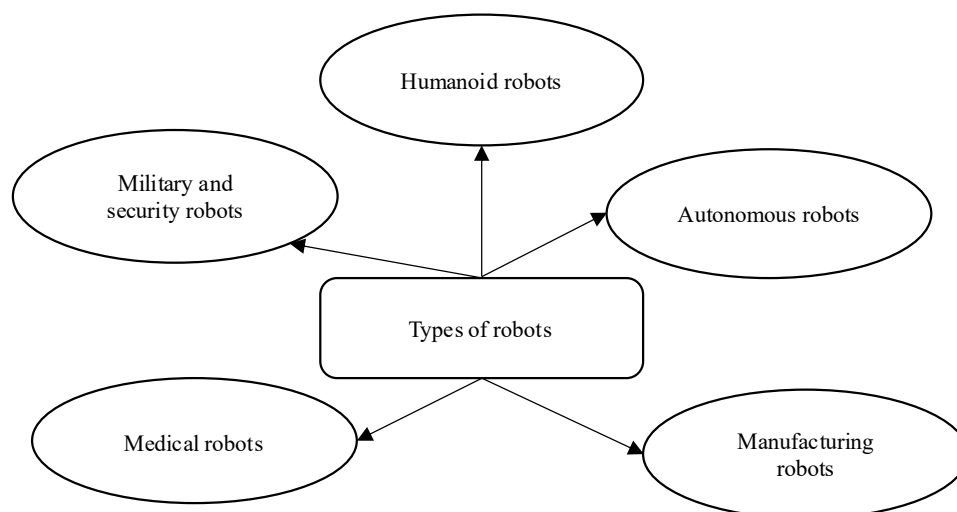 Humanoid robots
Military and
security robots
Autonomous robots
Types of robots
Medical robots
Manufacturing
robots